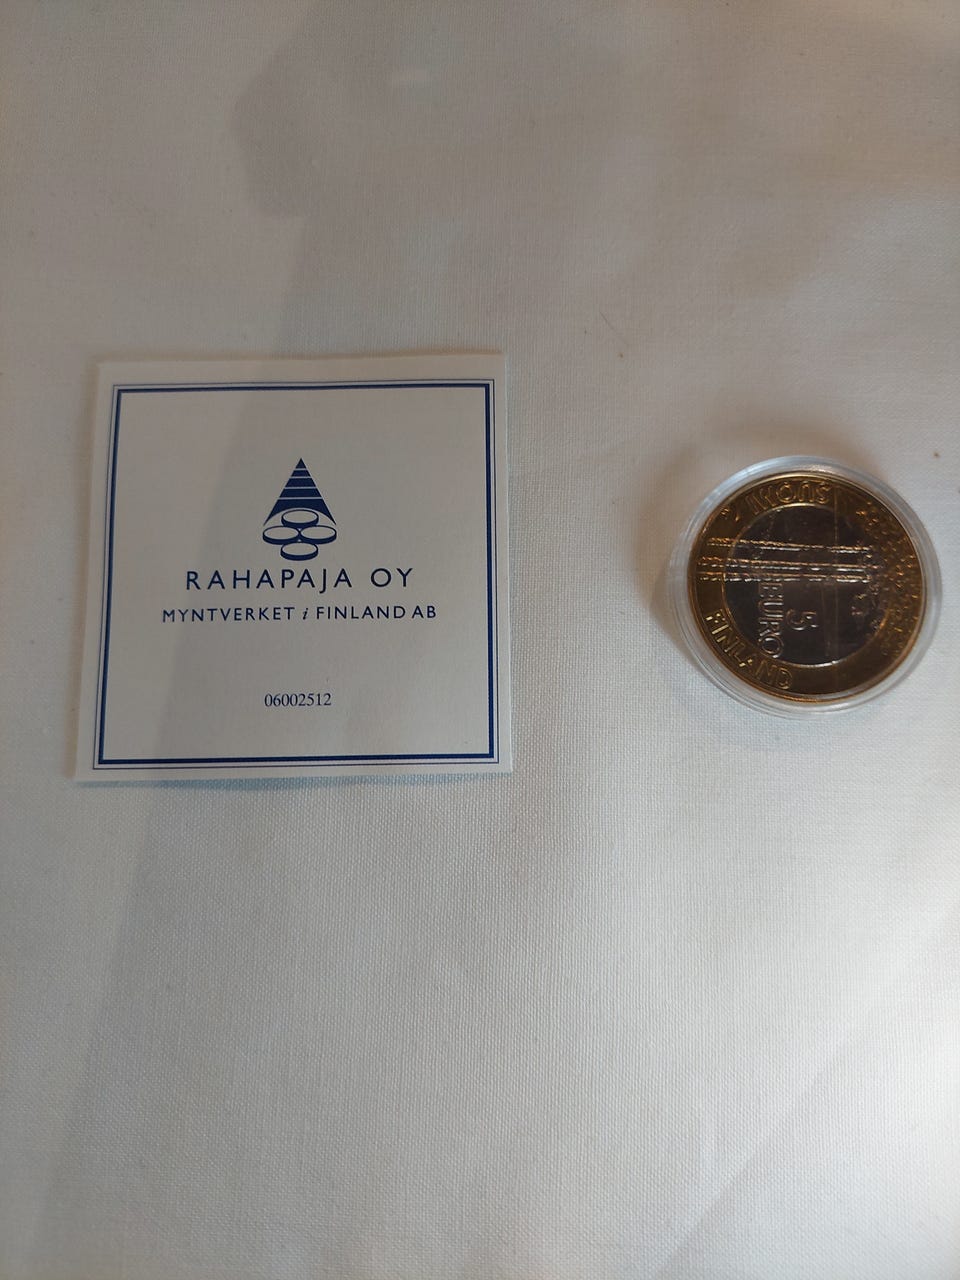 RAHAPAJA OY
MYNTVERKET i FINLAND AB
06002512
SUOMI
5
EURO
FINLAND